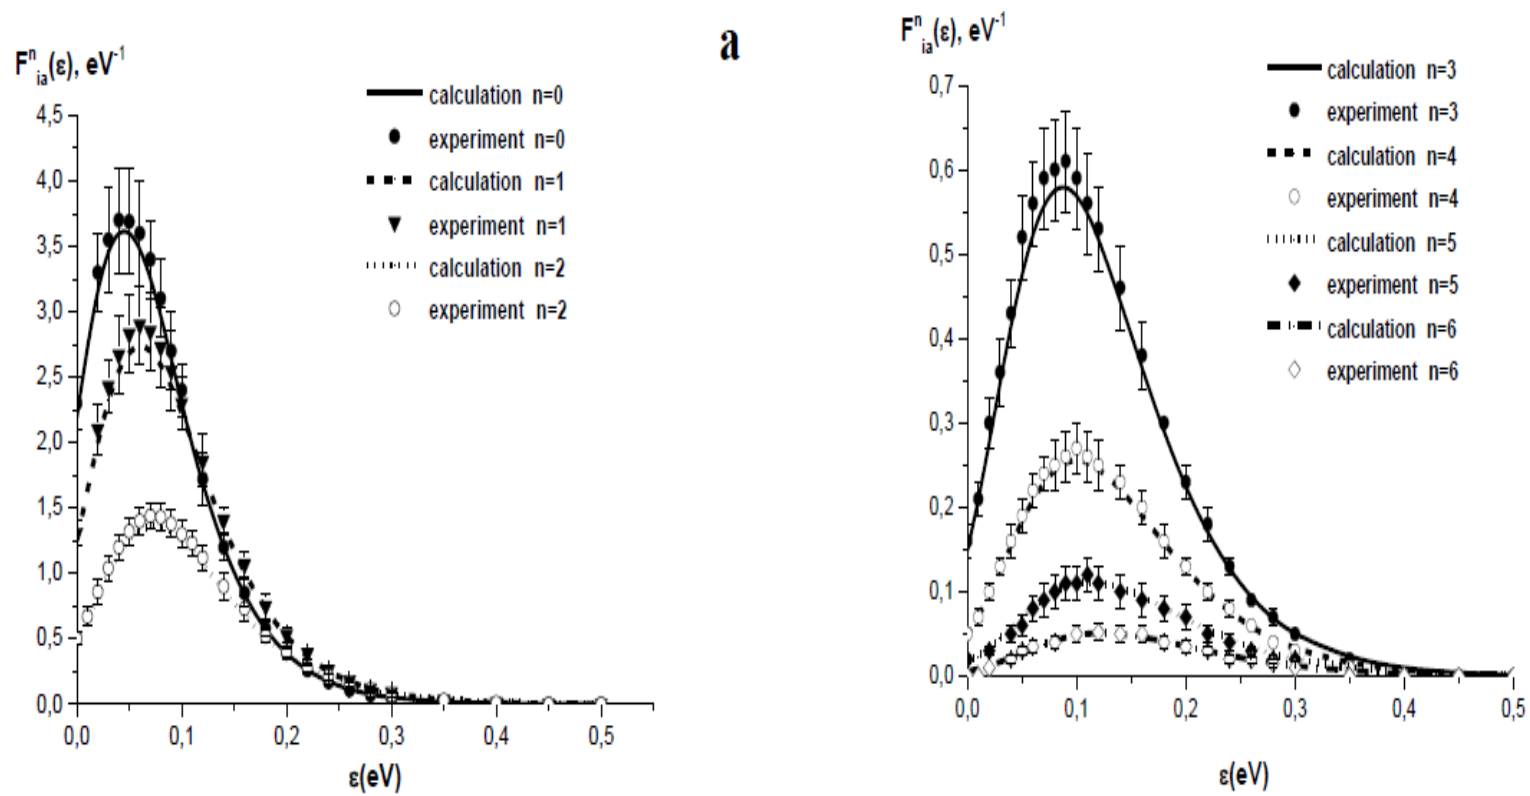 a
Fⁿᵢₐ(ε), eV⁻¹
calculation n=0
experiment n=0
calculation n=1
experiment n=1
calculation n=2
experiment n=2
4,5
4,0
3,5
3,0
2,5
2,0
1,5
1,0
0,5
0,0
0,0 0,1 0,2 0,3 0,4 0,5
ε(eV)
Fⁿᵢₐ(ε), eV⁻¹
calculation n=3
experiment n=3
calculation n=4
experiment n=4
calculation n=5
experiment n=5
calculation n=6
experiment n=6
0,7
0,6
0,5
0,4
0,3
0,2
0,1
0,0
0,0 0,1 0,2 0,3 0,4 0,5
ε(eV)